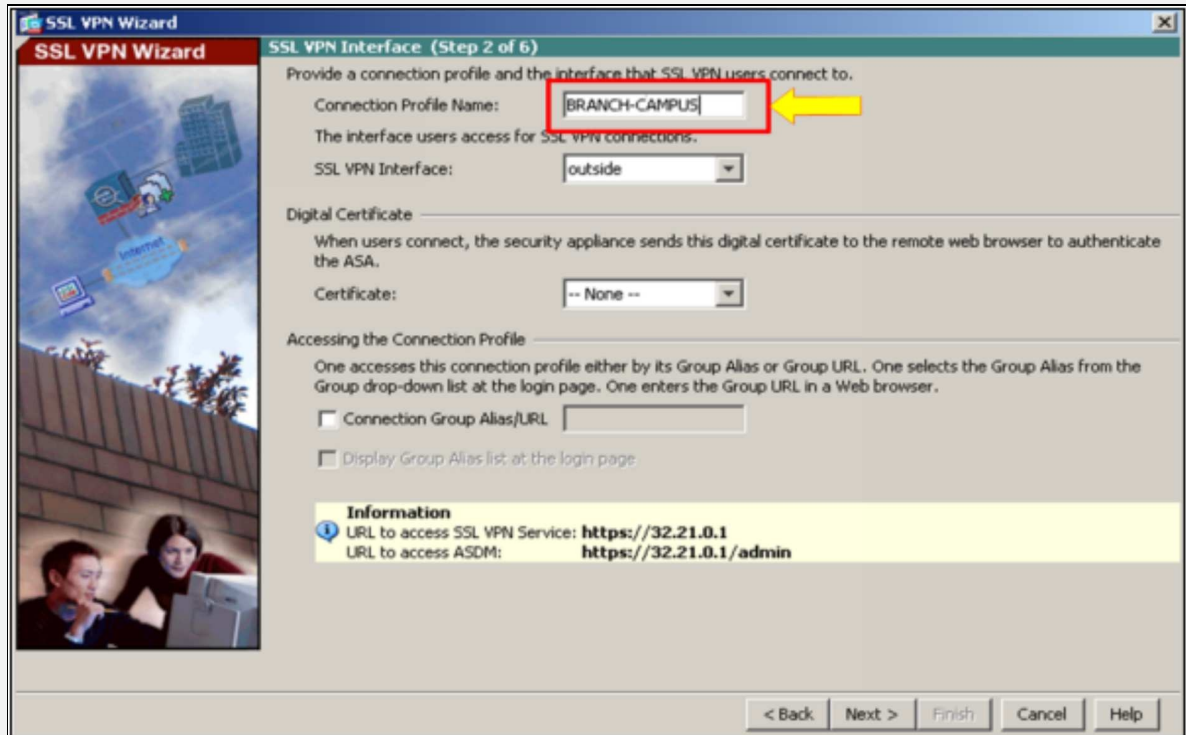 SSL VPN Wizard
SSL VPN Wizard
SSL VPN Interface (Step 2 of 6)
Provide a connection profile and the interface that SSL VPN users connect to.
Connection Profile Name: BRANCH-CAMPUS
The interface users access for SSL VPN connections.
SSL VPN Interface: outside
Digital Certificate
When users connect, the security appliance sends this digital certificate to the remote web browser to authenticate
the ASA.
Certificate: -- None --
Accessing the Connection Profile
One accesses this connection profile either by its Group Alias or Group URL. One selects the Group Alias from the
Group drop-down list at the login page. One enters the Group URL in a Web browser.
Connection Group Alias/URL
Display Group Alias list at the login page
Information
URL to access SSL VPN Service: https://32.21.0.1
URL to access ASDM: https://32.21.0.1/admin
Internet
< Back Next > Finish Cancel Help